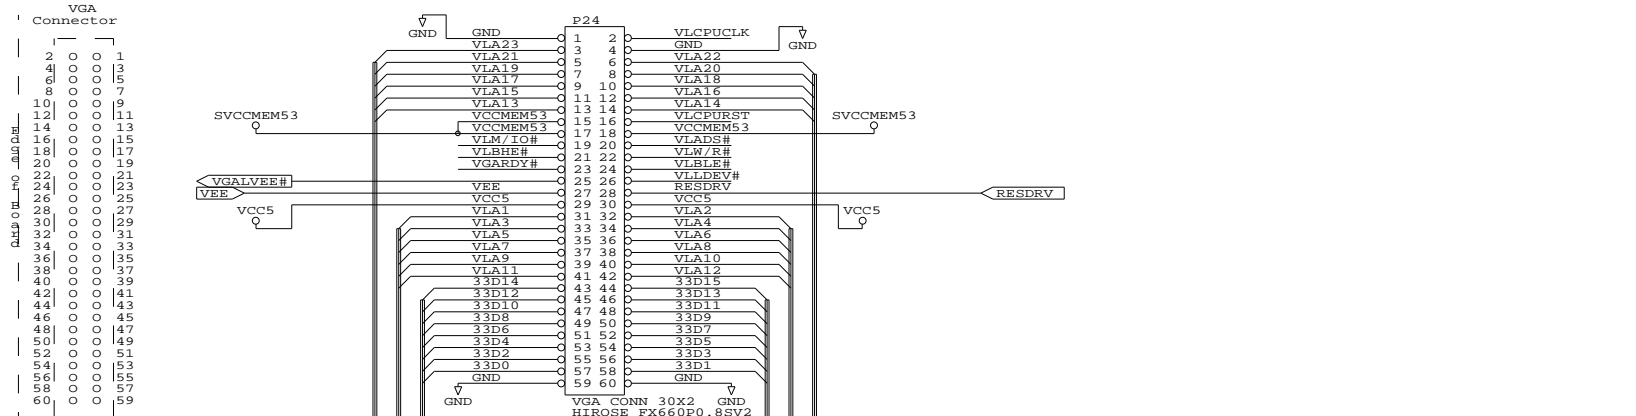 VGA
Connector
Edge of Board
2 1
4 3
6 5
8 7
10 9
12 11
14 13
16 15
18 17
20 19
22 21
24 23
26 25
28 27
30 29
32 31
34 33
36 35
38 37
40 39
42 41
44 43
46 45
48 47
50 49
52 51
54 53
56 55
58 57
60 59
P24
GND GND 1 2 VLCPUCLK
VLA23 3 4 GND GND
VLA21 5 6 VLA22
VLA19 7 8 VLA20
VLA17 9 10 VLA18
VLA15 11 12 VLA16
VLA13 13 14 VLA14
SVCCMEM53 VCCMEM53 15 16 VLCPURST SVCCMEM53
VCCMEM53 17 18 VCCMEM53
VLM/IO# 19 20 VLADS#
VLBHE# 21 22 VLW/R#
VGARDY# 23 24 VLBLE#
VGALVEE# 25 26 VLLDEV#
VEE VEE 27 28 RESDRV RESDRV
VCC5 29 30 VCC5
VCC5 VLA1 31 32 VLA2 VCC5
VLA3 33 34 VLA4
VLA5 35 36 VLA6
VLA7 37 38 VLA8
VLA9 39 40 VLA10
VLA11 41 42 VLA12
33D14 43 44 33D15
33D12 45 46 33D13
33D10 47 48 33D11
33D8 49 50 33D9
33D6 51 52 33D7
33D4 53 54 33D5
33D2 55 56 33D3
33D0 57 58 33D1
GND 59 60 GND
GND VGA CONN 30X2 GND
HIROSE FX660P0.8SV2